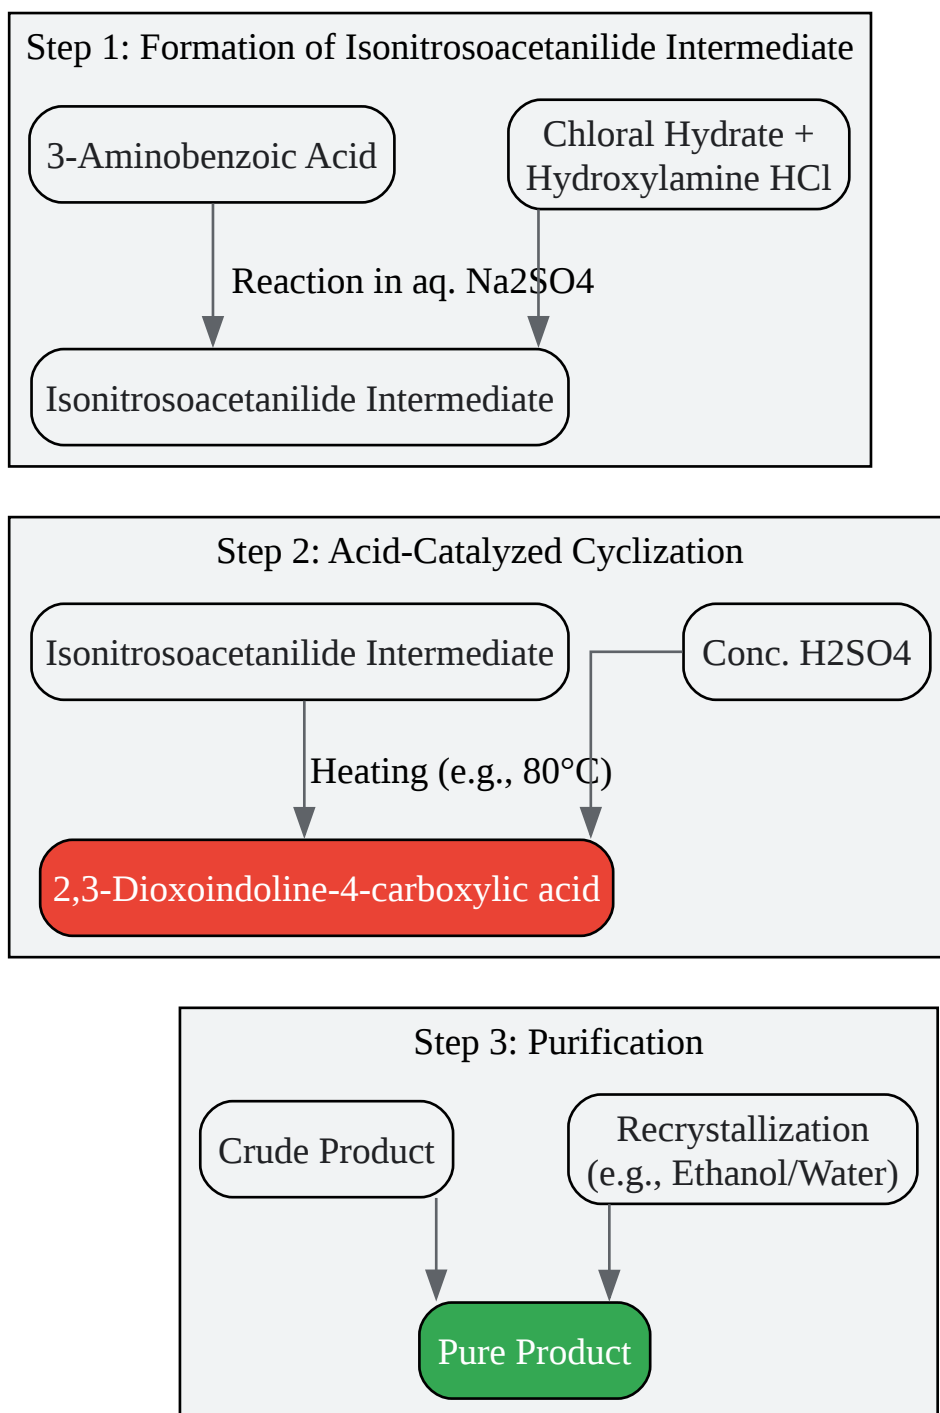 Step 1: Formation of Isonitrosoacetanilide Intermediate
3-Aminobenzoic Acid
Chloral Hydrate +
Hydroxylamine HCl
Reaction in aq. Na2SO4
Isonitrosoacetanilide Intermediate
Step 2: Acid-Catalyzed Cyclization
Isonitrosoacetanilide Intermediate
Conc. H2SO4
Heating (e.g., 80°C)
2,3-Dioxoindoline-4-carboxylic acid
Step 3: Purification
Crude Product
Recrystallization
(e.g., Ethanol/Water)
Pure Product